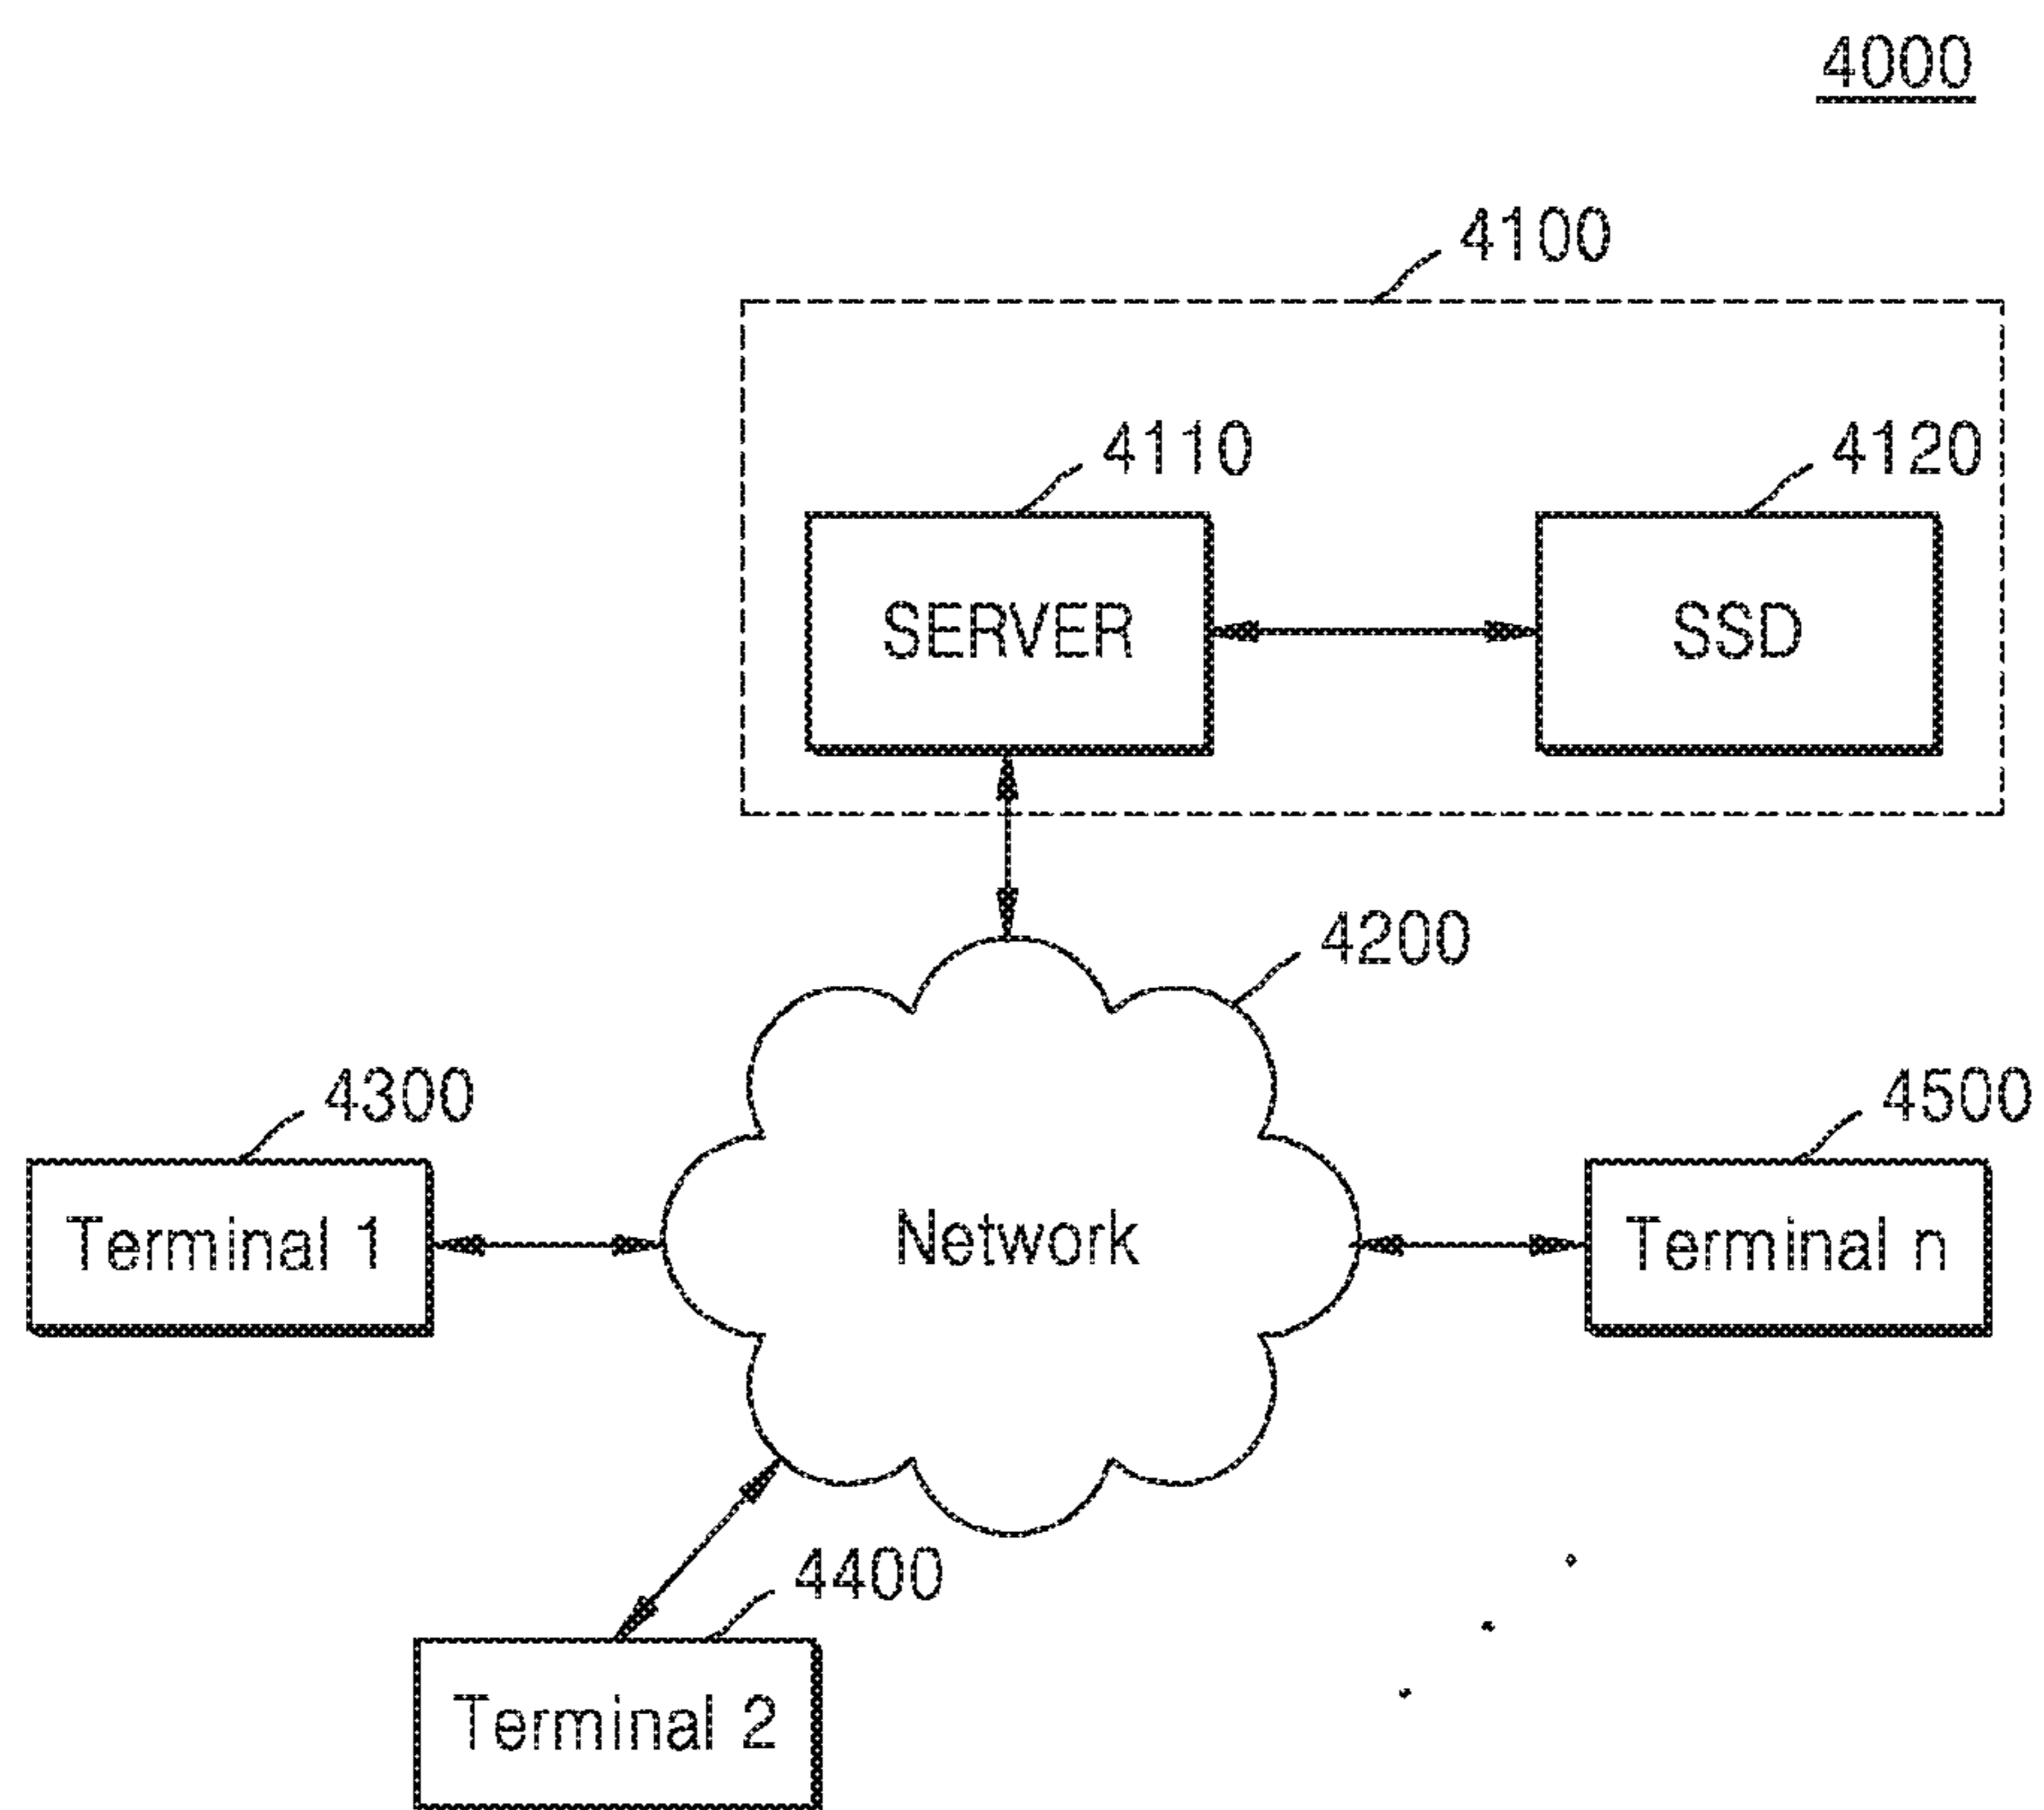 4000
4100
4110
4120
SERVER
SSD
4200
4300
4500
Terminal 1
Network
Terminal n
4400
Terminal 2